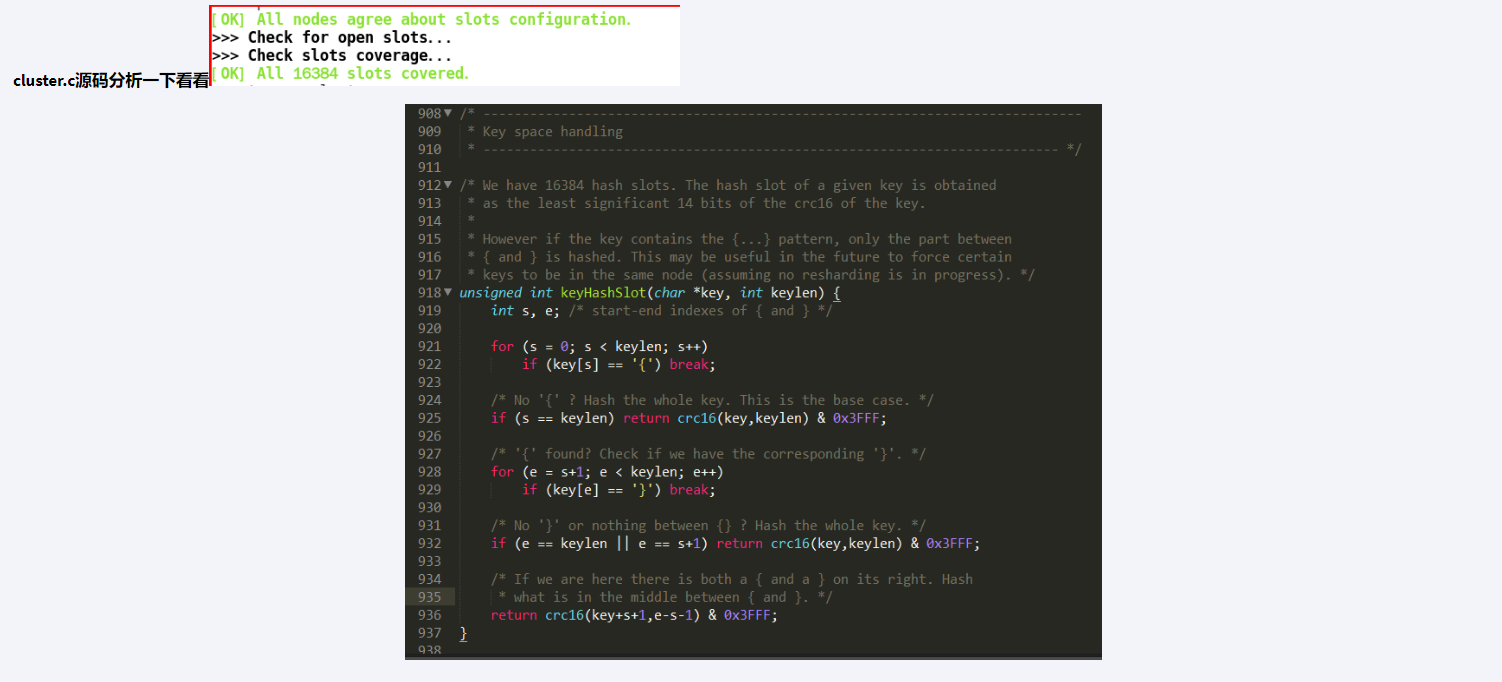 [OK] All nodes agree about slots configuration.
>>> Check for open slots...
>>> Check slots coverage...
[OK] All 16384 slots covered.
cluster.c源码分析一下看看
908 /* -----------------------------------------------------------------------------
909  * Key space handling
910  * -------------------------------------------------------------------------- */
911
912 /* We have 16384 hash slots. The hash slot of a given key is obtained
913  * as the least significant 14 bits of the crc16 of the key.
914  *
915  * However if the key contains the {...} pattern, only the part between
916  * { and } is hashed. This may be useful in the future to force certain
917  * keys to be in the same node (assuming no resharding is in progress). */
918 unsigned int keyHashSlot(char *key, int keylen) {
919     int s, e; /* start-end indexes of { and } */
920
921     for (s = 0; s < keylen; s++)
922         if (key[s] == '{') break;
923
924     /* No '{' ? Hash the whole key. This is the base case. */
925     if (s == keylen) return crc16(key,keylen) & 0x3FFF;
926
927     /* '{' found? Check if we have the corresponding '}'. */
928     for (e = s+1; e < keylen; e++)
929         if (key[e] == '}') break;
930
931     /* No '}' or nothing between {} ? Hash the whole key. */
932     if (e == keylen || e == s+1) return crc16(key,keylen) & 0x3FFF;
933
934     /* If we are here there is both a { and a } on its right. Hash
935      * what is in the middle between { and }. */
936     return crc16(key+s+1,e-s-1) & 0x3FFF;
937 }
938